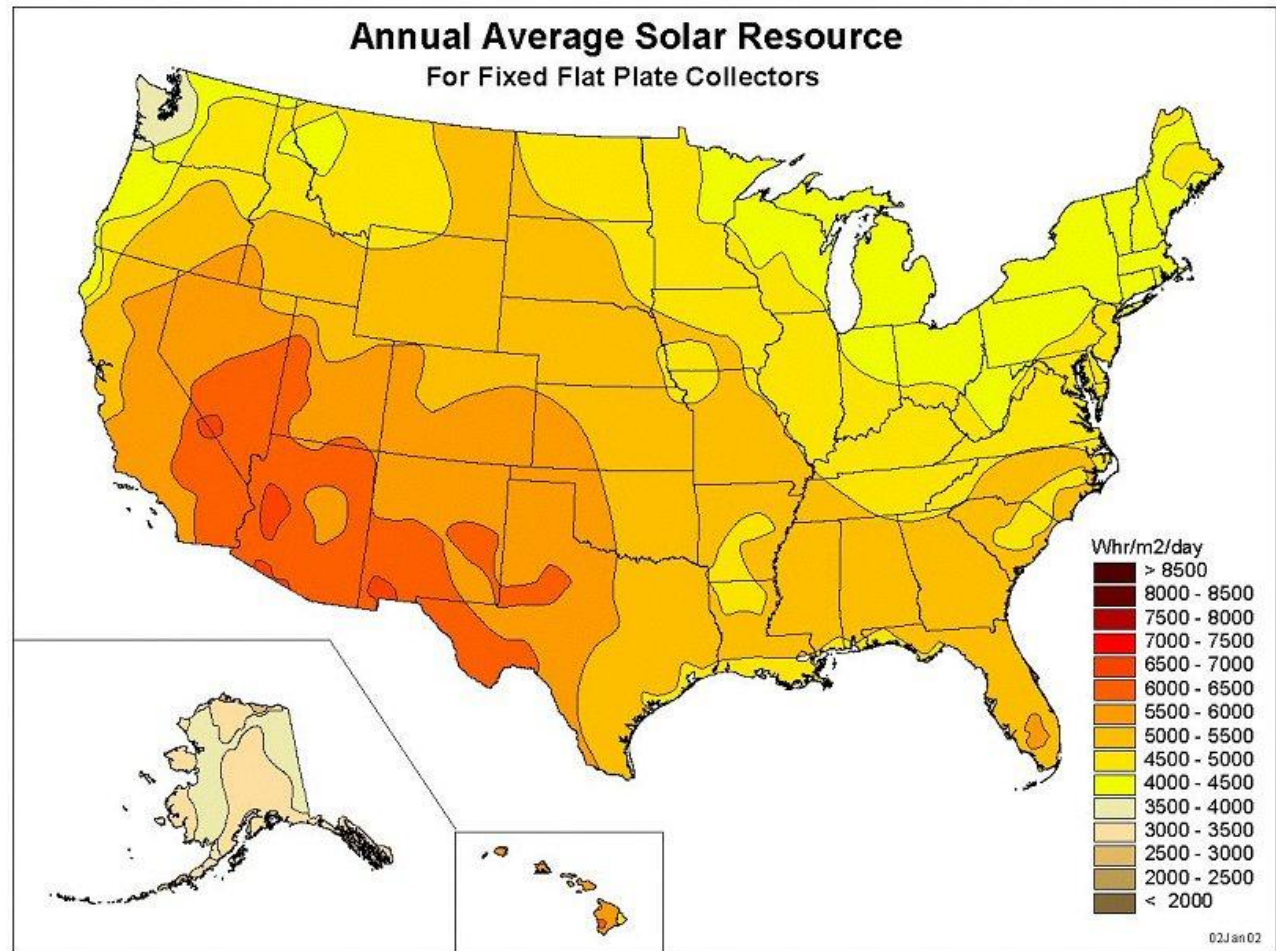 Annual Average Solar Resource
For Fixed Flat Plate Collectors
Whr/m2/day
> 8500
8000 - 8500
7500 - 8000
7000 - 7500
6500 - 7000
6000 - 6500
5500 - 6000
5000 - 5500
4500 - 5000
4000 - 4500
3500 - 4000
3000 - 3500
2500 - 3000
2000 - 2500
< 2000
02Jan02